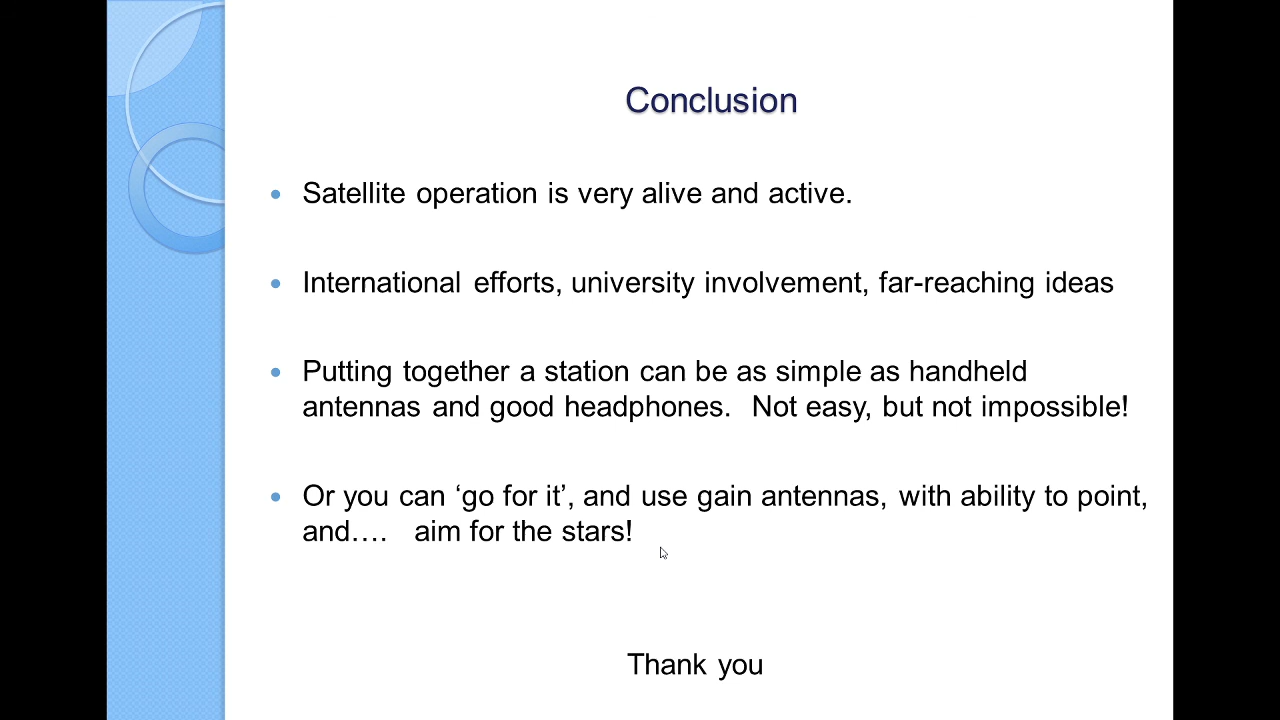 Conclusion
• Satellite operation is very alive and active.
• International efforts, university involvement, far-reaching ideas
• Putting together a station can be as simple as handheld
antennas and good headphones.  Not easy, but not impossible!
• Or you can ‘go for it’, and use gain antennas, with ability to point,
and….   aim for the stars!
Thank you